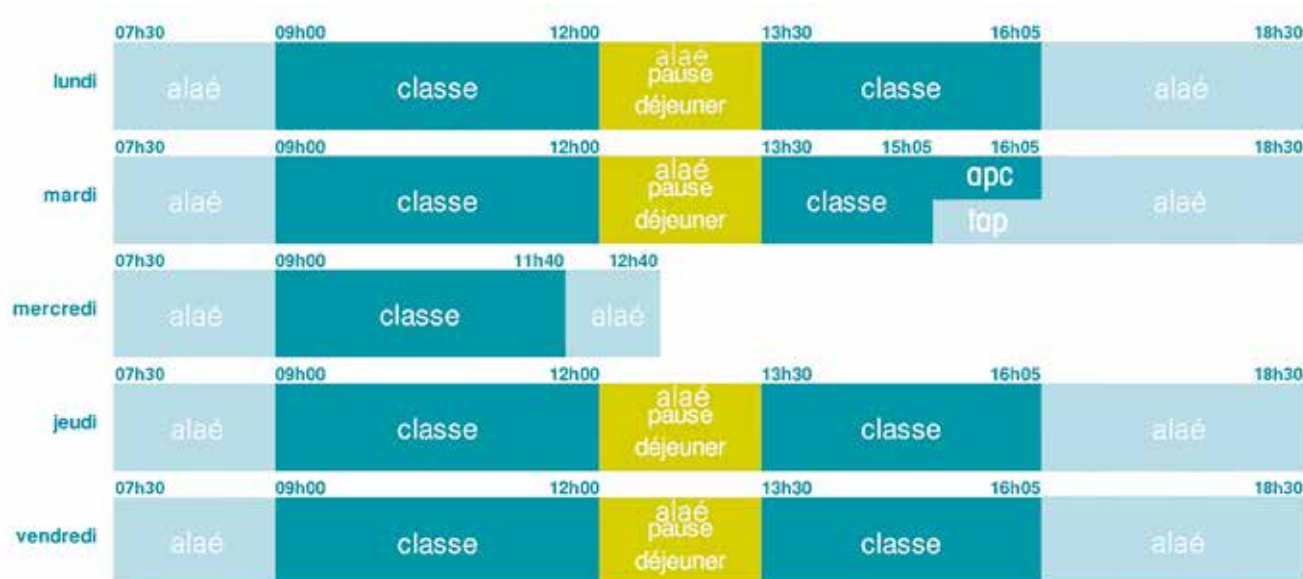 07h30 09h00 12h00 13h30 16h05 18h30
lundi alaé classe alaé pause déjeuner classe alaé
07h30 09h00 12h00 13h30 15h05 16h05 18h30
mardi alaé classe alaé pause déjeuner classe apc tap alaé
07h30 09h00 11h40 12h40
mercredi alaé classe alaé
07h30 09h00 12h00 13h30 16h05 18h30
jeudi alaé classe alaé pause déjeuner classe alaé
07h30 09h00 12h00 13h30 16h05 18h30
vendredi alaé classe alaé pause déjeuner classe alaé